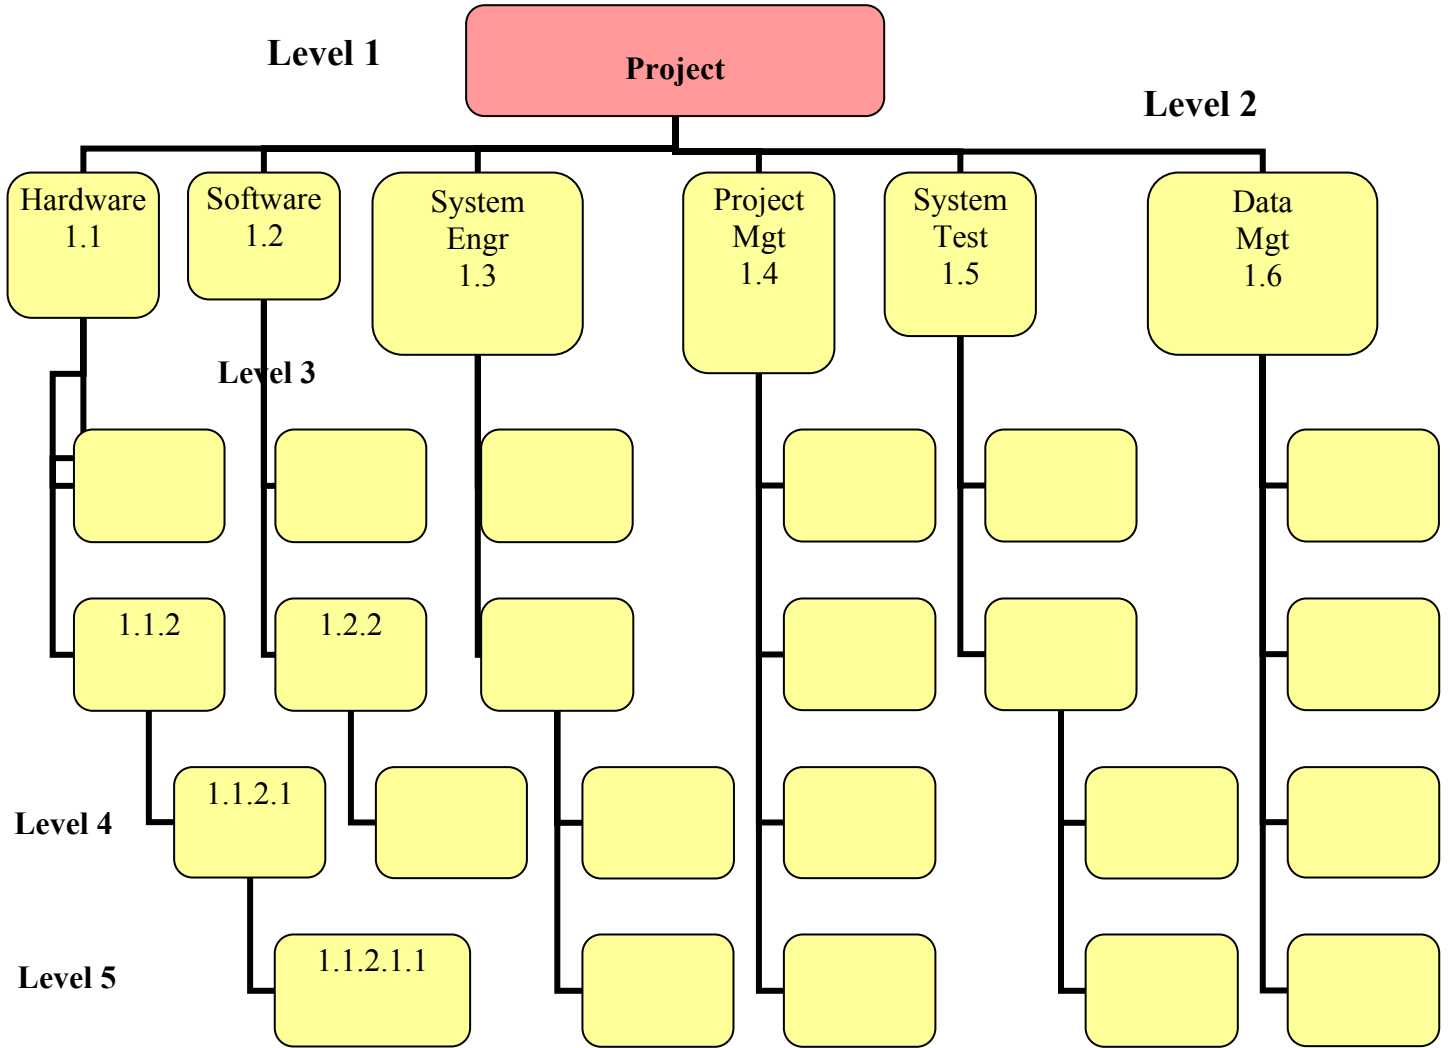 Level 1
Project
Level 2
Hardware
1.1
Software
1.2
System
Engr
1.3
Project
Mgt
1.4
System
Test
1.5
Data
Mgt
1.6
Level 3
1.1.2
1.2.2
1.1.2.1
Level 4
1.1.2.1.1
Level 5